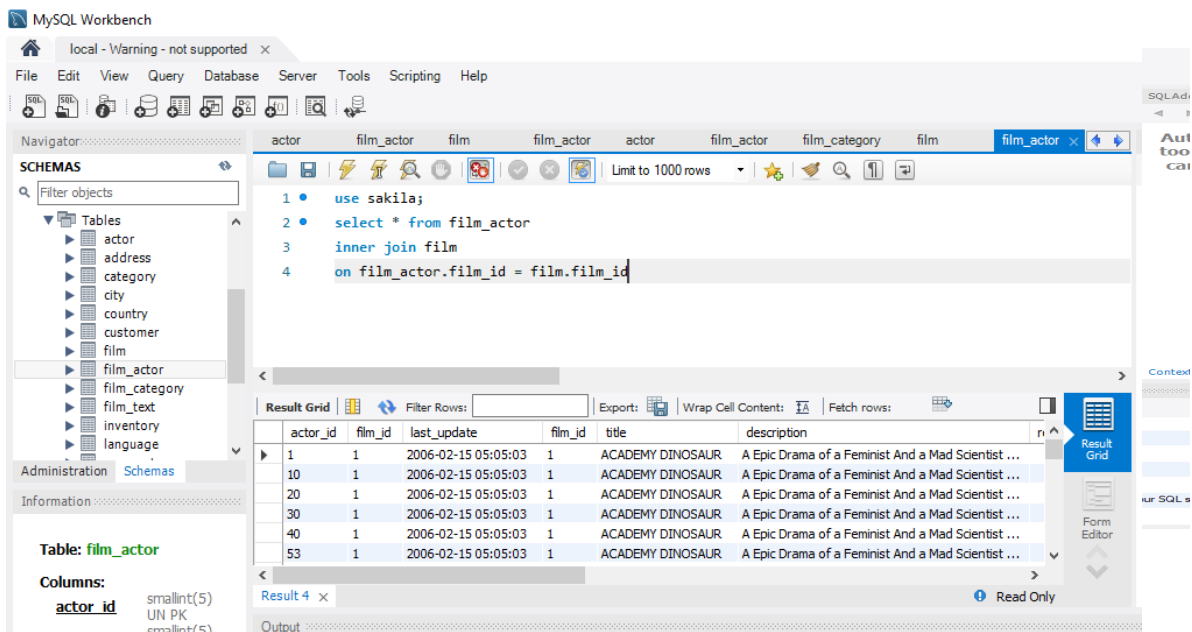 MySQL Workbench
local - Warning - not supported
File Edit View Query Database Server Tools Scripting Help
Navigator
SCHEMAS
Filter objects
Tables
actor
address
category
city
country
customer
film
film_actor
film_category
film_text
inventory
language
Administration Schemas
Information
Table: film_actor
Columns:
actor_id smallint(5)
UN PK
smallint(5)
actor film_actor film film_actor actor film_actor film_category film film_actor
Limit to 1000 rows
1 use sakila;
2 select * from film_actor
3 inner join film
4 on film_actor.film_id = film.film_id
Result Grid Filter Rows: Export: Wrap Cell Content: Fetch rows:
actor_id film_id last_update film_id title description
1 1 2006-02-15 05:05:03 1 ACADEMY DINOSAUR A Epic Drama of a Feminist And a Mad Scientist ...
10 1 2006-02-15 05:05:03 1 ACADEMY DINOSAUR A Epic Drama of a Feminist And a Mad Scientist ...
20 1 2006-02-15 05:05:03 1 ACADEMY DINOSAUR A Epic Drama of a Feminist And a Mad Scientist ...
30 1 2006-02-15 05:05:03 1 ACADEMY DINOSAUR A Epic Drama of a Feminist And a Mad Scientist ...
40 1 2006-02-15 05:05:03 1 ACADEMY DINOSAUR A Epic Drama of a Feminist And a Mad Scientist ...
53 1 2006-02-15 05:05:03 1 ACADEMY DINOSAUR A Epic Drama of a Feminist And a Mad Scientist ...
Result 4
Read Only
Output
Result
Grid
Form
Editor
SQLAd
Aut
too
car
Context
ur SQL s